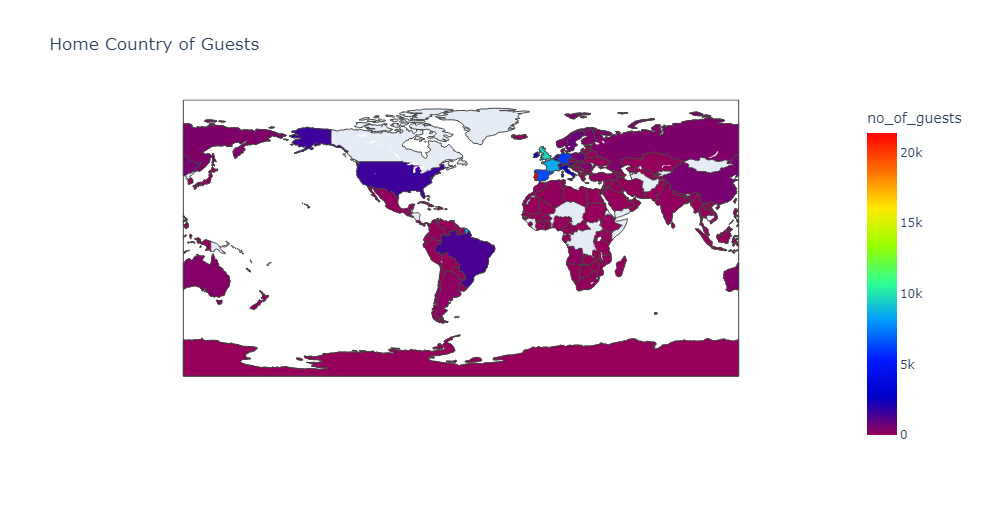 Home Country of Guests
no_of_guests
20k
15k
10k
5k
0